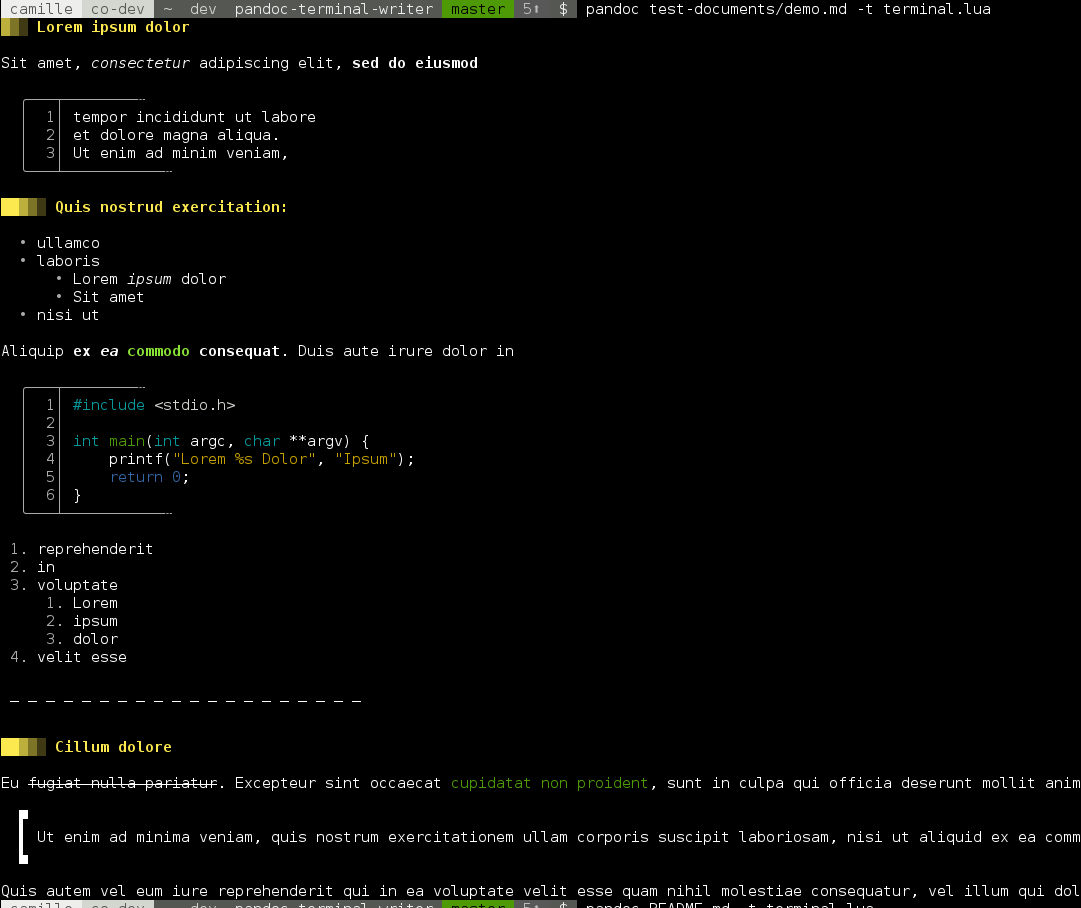 camille co-dev ~ dev pandoc-terminal-writer master 5⬆ $ pandoc test-documents/demo.md -t terminal.lua
Lorem ipsum dolor
Sit amet, consectetur adipiscing elit, sed do eiusmod
1 tempor incididunt ut labore
2 et dolore magna aliqua.
3 Ut enim ad minim veniam,
Quis nostrud exercitation:
• ullamco
• laboris
• Lorem ipsum dolor
• Sit amet
• nisi ut
Aliquip ex ea commodo consequat. Duis aute irure dolor in
1 #include <stdio.h>
2
3 int main(int argc, char **argv) {
4     printf("Lorem %s Dolor", "Ipsum");
5     return 0;
6 }
1. reprehenderit
2. in
3. voluptate
1. Lorem
2. ipsum
3. dolor
4. velit esse
Cillum dolore
Eu fugiat nulla pariatur. Excepteur sint occaecat cupidatat non proident, sunt in culpa qui officia deserunt mollit anim
Ut enim ad minima veniam, quis nostrum exercitationem ullam corporis suscipit laboriosam, nisi ut aliquid ex ea comm
Quis autem vel eum iure reprehenderit qui in ea voluptate velit esse quam nihil molestiae consequatur, vel illum qui dol
camille co-dev ~ dev pandoc-terminal-writer master 5⬆ $ pandoc README.md -t terminal.lua